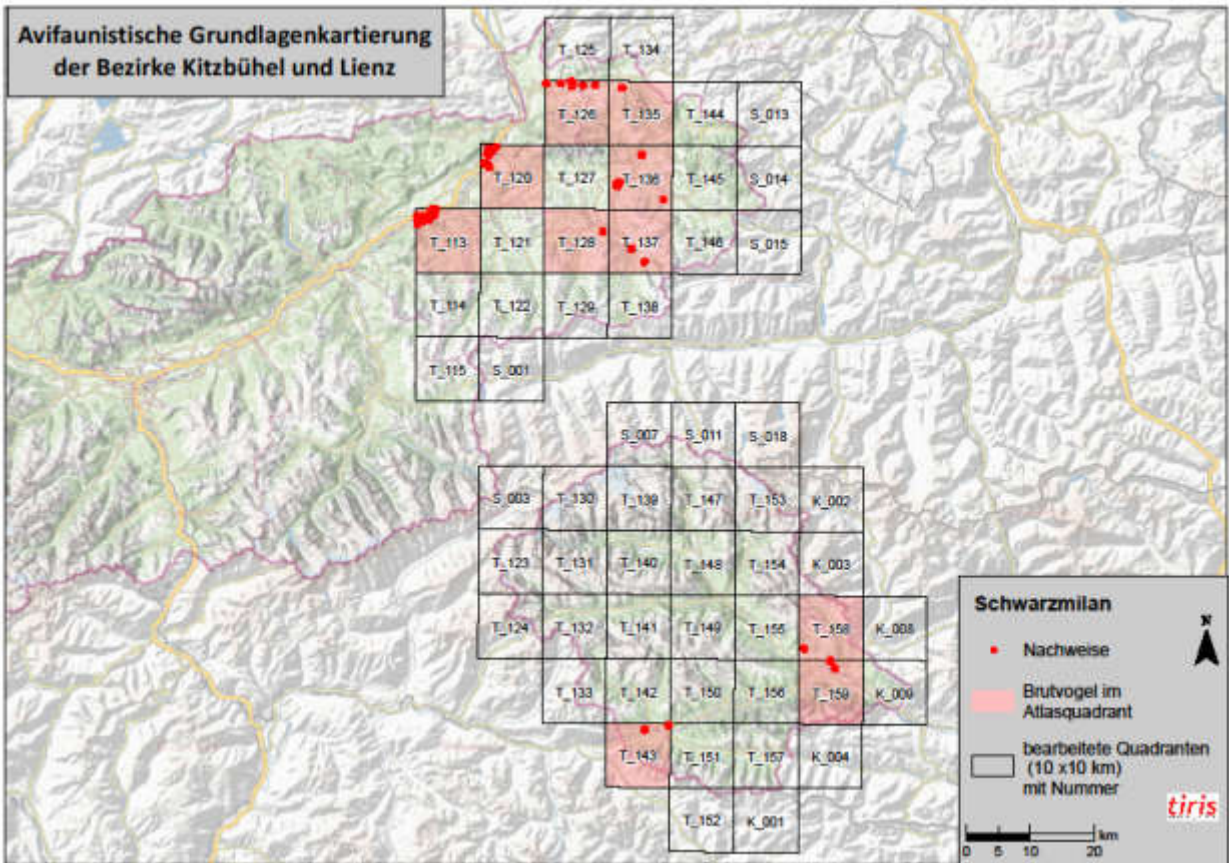 Avifaunistische Grundlagenkartierung
der Bezirke Kitzbühel und Lienz
T_125 T_134
T_126 T_135 T_144 S_013
T_120 T_127 T_136 T_145 S_014
T_113 T_121 T_128 T_137 T_146 S_015
T_114 T_122 T_129 T_138
T_115 S_001
S_007 S_011 S_018
S_003 T_130 T_139 T_147 T_153 K_002
T_123 T_131 T_140 T_148 T_154 K_003
T_124 T_132 T_141 T_149 T_155 T_158 K_008
T_133 T_142 T_150 T_156 T_159 K_009
T_143 T_151 T_157 K_004
T_152 K_001
Schwarzmilan
N
Nachweise
Brutvogel im
Atlasquadrant
bearbeitete Quadranten
(10 x10 km)
mit Nummer
tiris
km
0 5 10 20